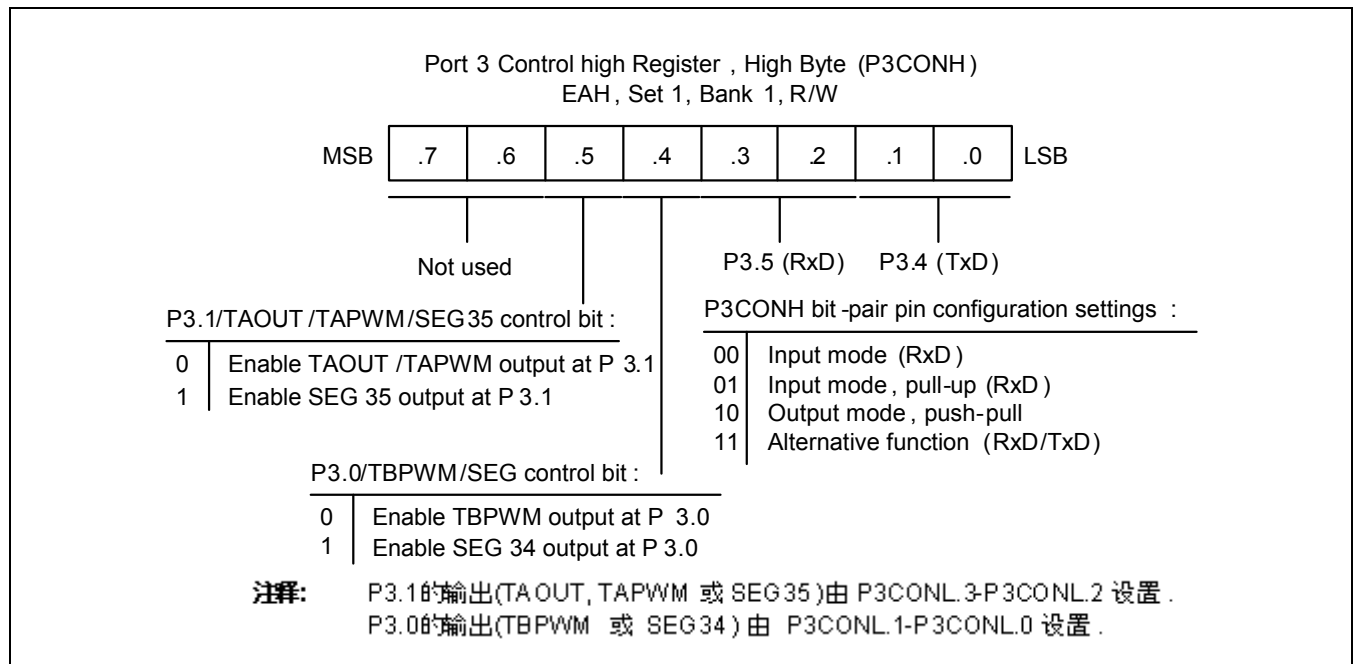 Port 3 Control high Register , High Byte (P3CONH)
EAH, Set 1, Bank 1, R/W
MSB .7 .6 .5 .4 .3 .2 .1 .0 LSB
Not used
P3.5 (RxD) P3.4 (TxD)
P3.1/TAOUT /TAPWM/SEG35 control bit :
0 Enable TAOUT /TAPWM output at P 3.1
1 Enable SEG 35 output at P 3.1
P3CONH bit -pair pin configuration settings :
00 Input mode (RxD)
01 Input mode , pull-up (RxD )
10 Output mode , push-pull
11 Alternative function (RxD/TxD)
P3.0/TBPWM/SEG control bit :
0 Enable TBPWM output at P 3.0
1 Enable SEG 34 output at P 3.0
注释: P3.1的输出(TAOUT, TAPWM 或 SEG35)由 P3CONL.3-P3CONL.2 设置 .
P3.0的输出(TBPWM 或 SEG34) 由 P3CONL.1-P3CONL.0 设置 .